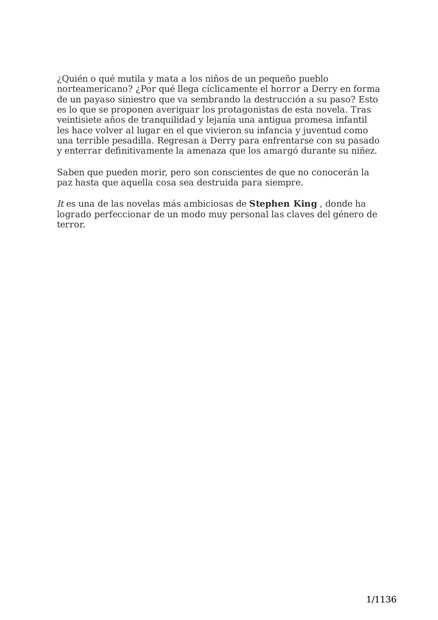 ¿Quién o qué mutila y mata a los niños de un pequeño pueblo
norteamericano? ¿Por qué llega cíclicamente el horror a Derry en forma
de un payaso siniestro que va sembrando la destrucción a su paso? Esto
es lo que se proponen averiguar los protagonistas de esta novela. Tras
veintisiete años de tranquilidad y lejanía una antigua promesa infantil
les hace volver al lugar en el que vivieron su infancia y juventud como
una terrible pesadilla. Regresan a Derry para enfrentarse con su pasado
y enterrar definitivamente la amenaza que los amargó durante su niñez.
Saben que pueden morir, pero son conscientes de que no conocerán la
paz hasta que aquella cosa sea destruida para siempre.
It es una de las novelas más ambiciosas de Stephen King , donde ha
logrado perfeccionar de un modo muy personal las claves del género de
terror.
1/1136